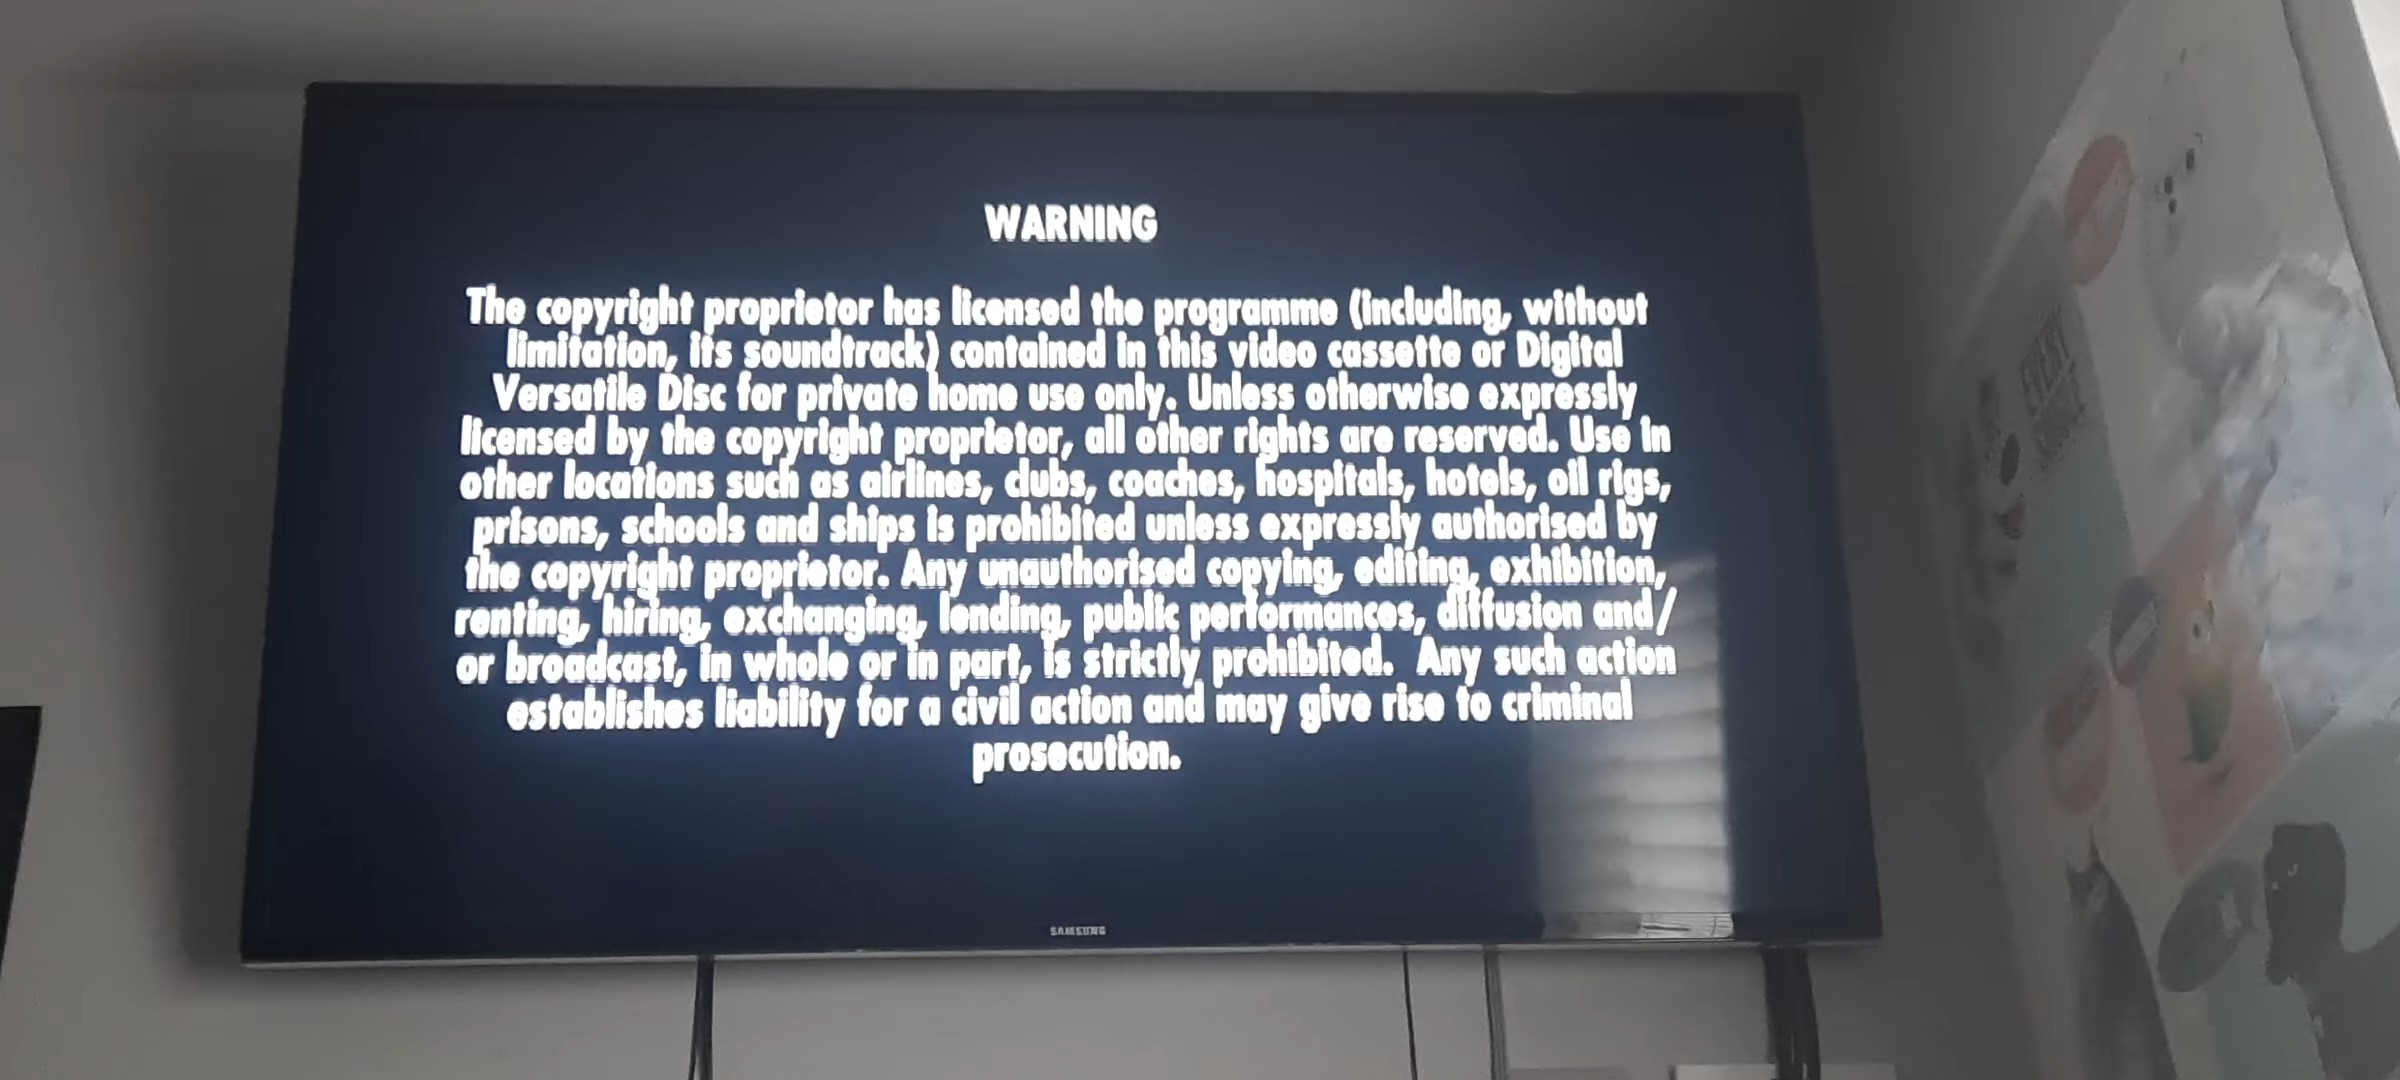 WARNING
The copyright proprietor has licensed the programme (including, without
limitation, its soundtrack) contained in this video cassette or Digital
Versatile Disc for private home use only. Unless otherwise expressly
licensed by the copyright proprietor, all other rights are reserved. Use in
other locations such as airlines, clubs, coaches, hospitals, hotels, oil rigs,
prisons, schools and ships is prohibited unless expressly authorised by
the copyright proprietor. Any unauthorised copying, editing, exhibition,
renting, hiring, exchanging, lending, public performances, diffusion and/
or broadcast, in whole or in part, is strictly prohibited. Any such action
establishes liability for a civil action and may give rise to criminal
prosecution.
SAMSUNG
EVERY